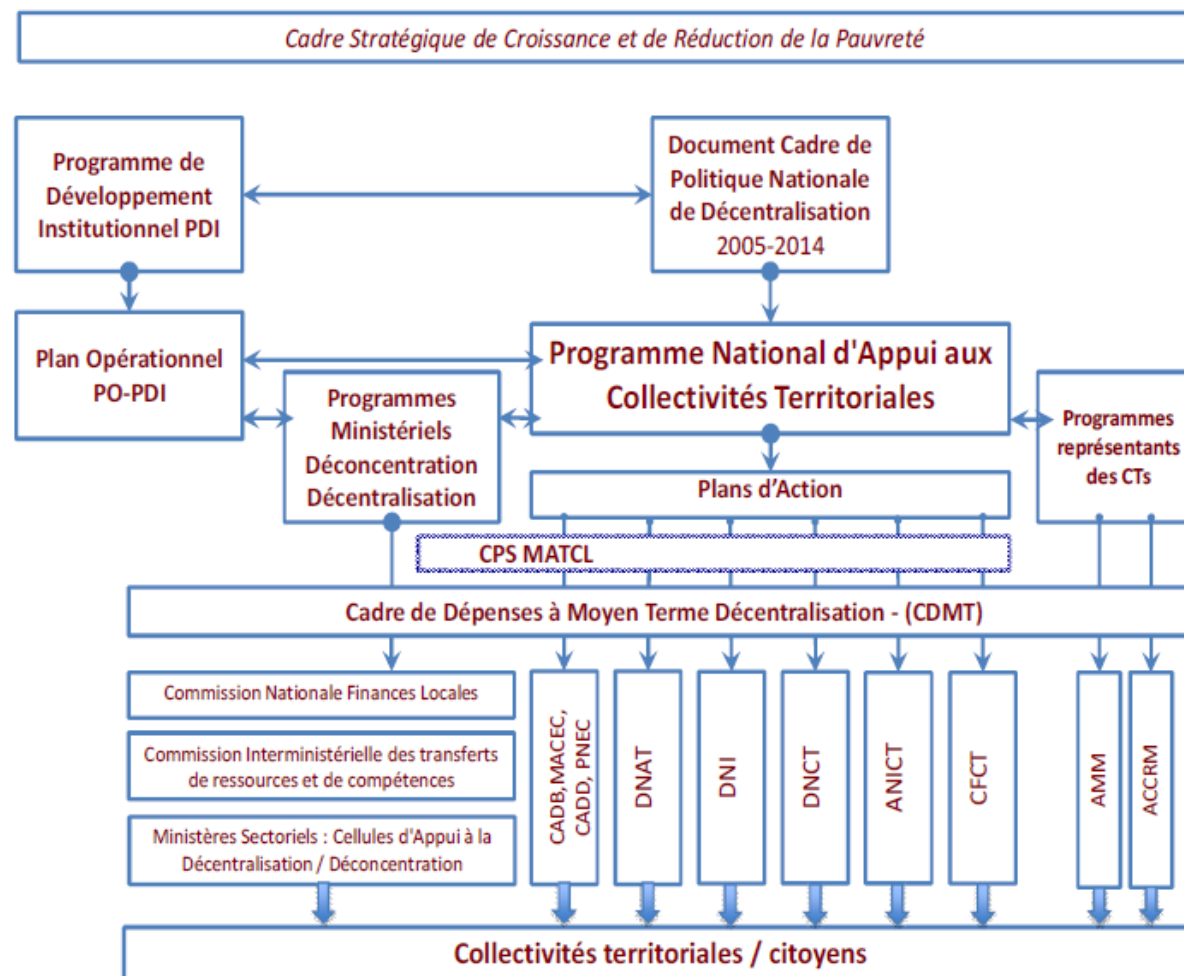 Cadre Stratégique de Croissance et de Réduction de la Pauvreté
Programme de
Développement
Institutionnel PDI
Document Cadre de
Politique Nationale
de Décentralisation
2005-2014
Plan Opérationnel
PO-PDI
Programmes
Ministériels
Déconcentration
Décentralisation
Programme National d'Appui aux
Collectivités Territoriales
Programmes
représentants
des CTs
Plans d’Action
CPS MATCL
Cadre de Dépenses à Moyen Terme Décentralisation - (CDMT)
Commission Nationale Finances Locales
Commission Interministérielle des transferts
de ressources et de compétences
Ministères Sectoriels : Cellules d'Appui à la
Décentralisation / Déconcentration
CADB,MACEC,
CADD, PNEC
DNAT
DNI
DNCT
ANICT
CFCT
AMM
ACCRM
Collectivités territoriales / citoyens